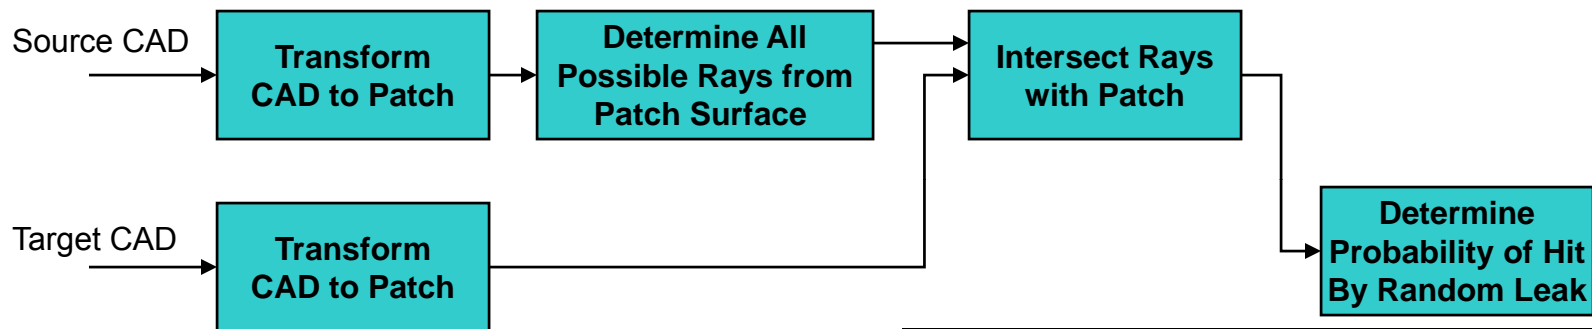 Source CAD
Transform
CAD to Patch
Determine All
Possible Rays from
Patch Surface
Intersect Rays
with Patch
Target CAD
Transform
CAD to Patch
Determine
Probability of Hit
By Random Leak